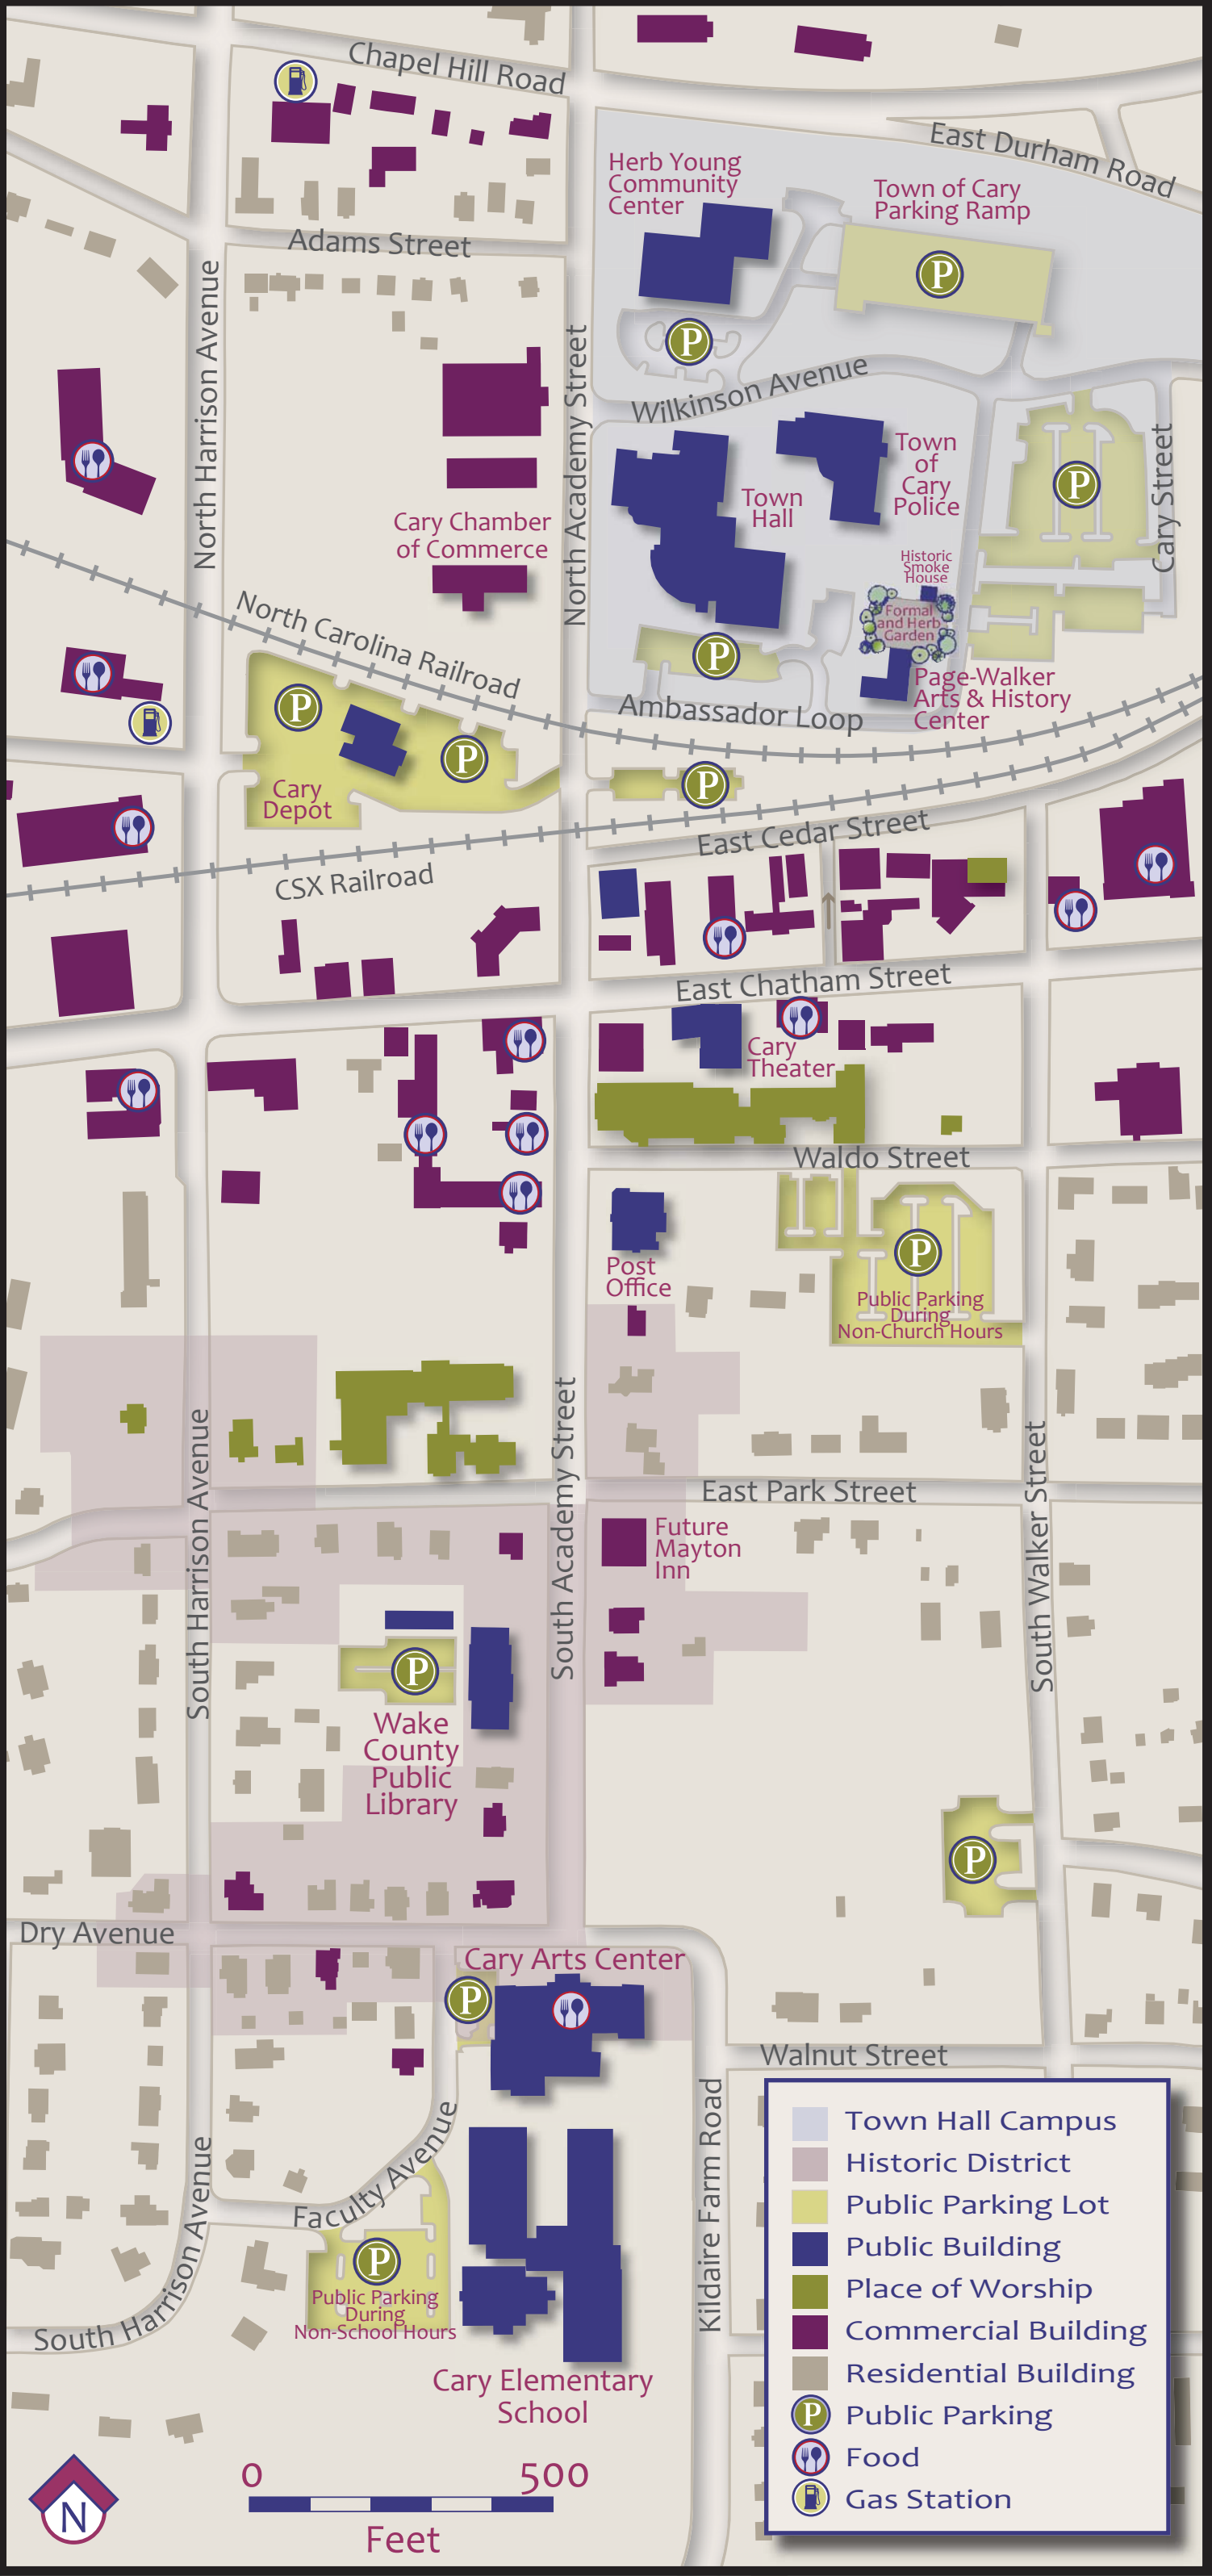 Chapel Hill Road
East Durham Road
Herb Young
Community
Center
Town of Cary
Parking Ramp
P
Adams Street
North Harrison Avenue
P
North Academy Street
Wilkinson Avenue
Town
of
Cary
Police
Town
Hall
P
Cary Street
Cary Chamber
of Commerce
Historic
Smoke
House
Formal
and Herb
Garden
North Carolina Railroad
P
Page-Walker
Arts & History
Center
P
Ambassador Loop
P
P
Cary
Depot
East Cedar Street
CSX Railroad
East Chatham Street
Cary
Theater
Waldo Street
Post
Office
P
Public Parking
During
Non-Church Hours
South Harrison Avenue
South Academy Street
South Walker Street
East Park Street
Future
Mayton
Inn
P
Wake
County
Public
Library
P
Dry Avenue
Cary Arts Center
P
Walnut Street
Faculty Avenue
South Harrison Avenue
Kildaire Farm Road
P
Public Parking
During
Non-School Hours
Cary Elementary
School
Town Hall Campus
Historic District
Public Parking Lot
Public Building
Place of Worship
Commercial Building
Residential Building
P Public Parking
Food
Gas Station
N
0 500
Feet